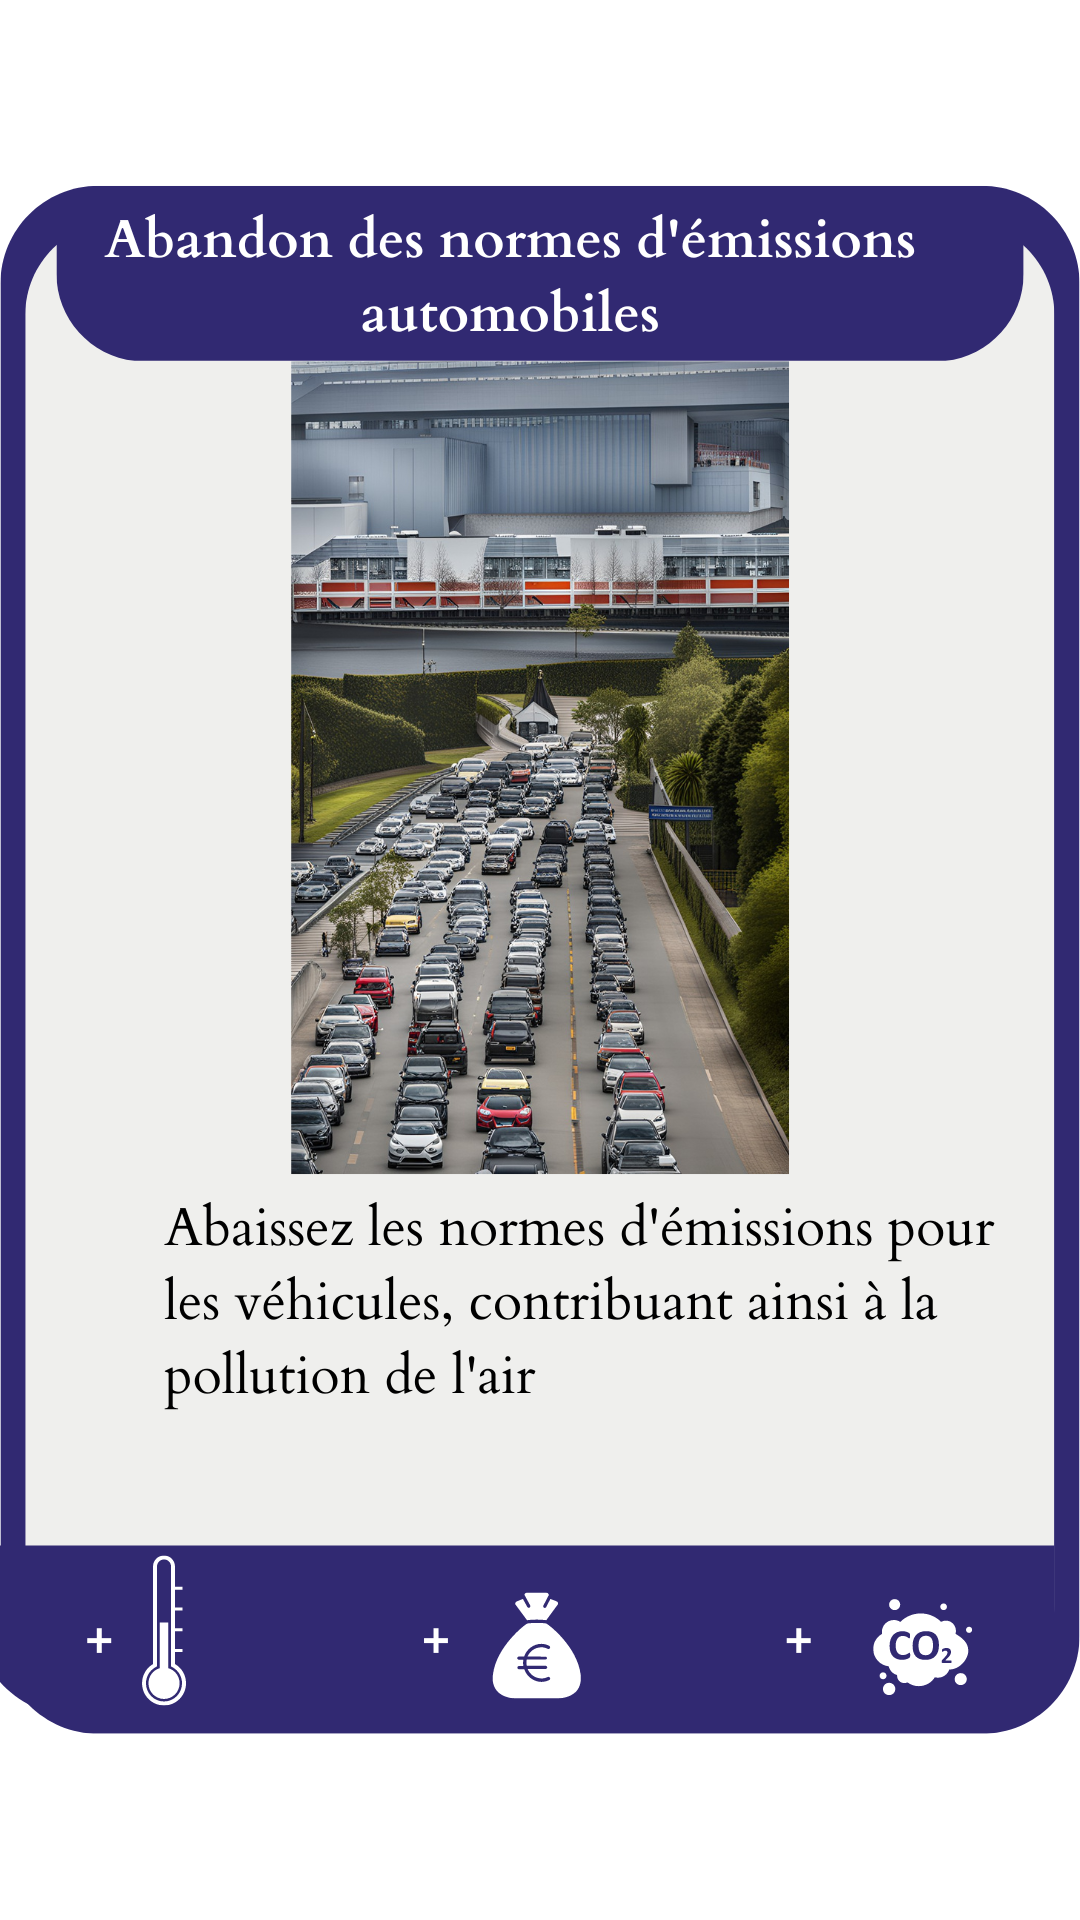 Abandon des normes d'émissions
automobiles
Abaissez les normes d'émissions pour
les véhicules, contribuant ainsi à la
pollution de l'air
+ + € + CO₂